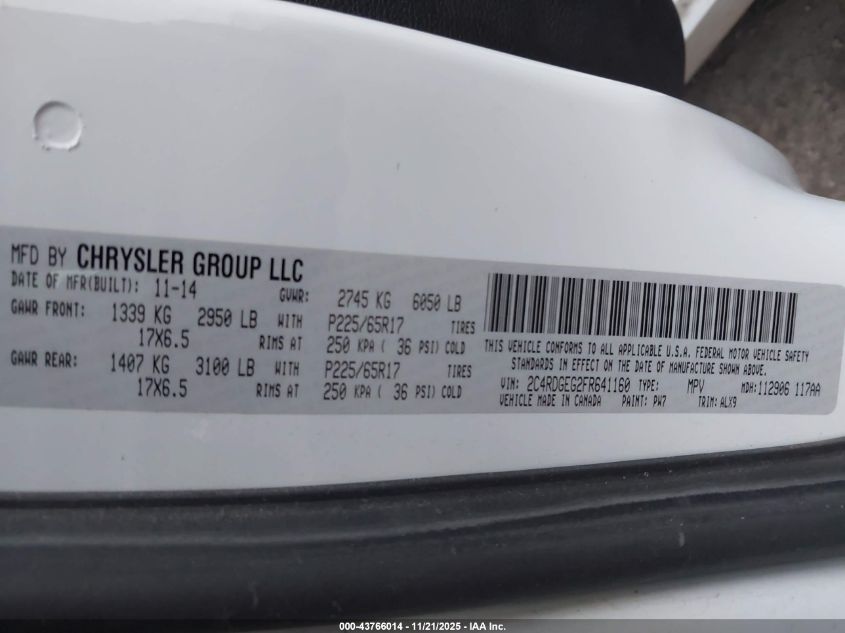 MFD BY CHRYSLER GROUP LLC
DATE OF MFR(BUILT): 11-14 GVWR: 2745 KG 6050 LB
GAWR FRONT: 1339 KG 2950 LB WITH P225/65R17 TIRES
17X6.5 RIMS AT 250 KPA ( 36 PSI) COLD
GAWR REAR: 1407 KG 3100 LB WITH P225/65R17 TIRES
17X6.5 RIMS AT 250 KPA ( 36 PSI) COLD
THIS VEHICLE CONFORMS TO ALL APPLICABLE U.S.A. FEDERAL MOTOR VEHICLE SAFETY
STANDARDS IN EFFECT ON THE DATE OF MANUFACTURE SHOWN ABOVE.
VIN: 2C4RDGEG2FR641160 TYPE: MPV MDH: 112906 117AA
VEHICLE MADE IN CANADA PAINT: PW7 TRIM: ALX9
000-43766014 - 11/21/2025 - IAA Inc.